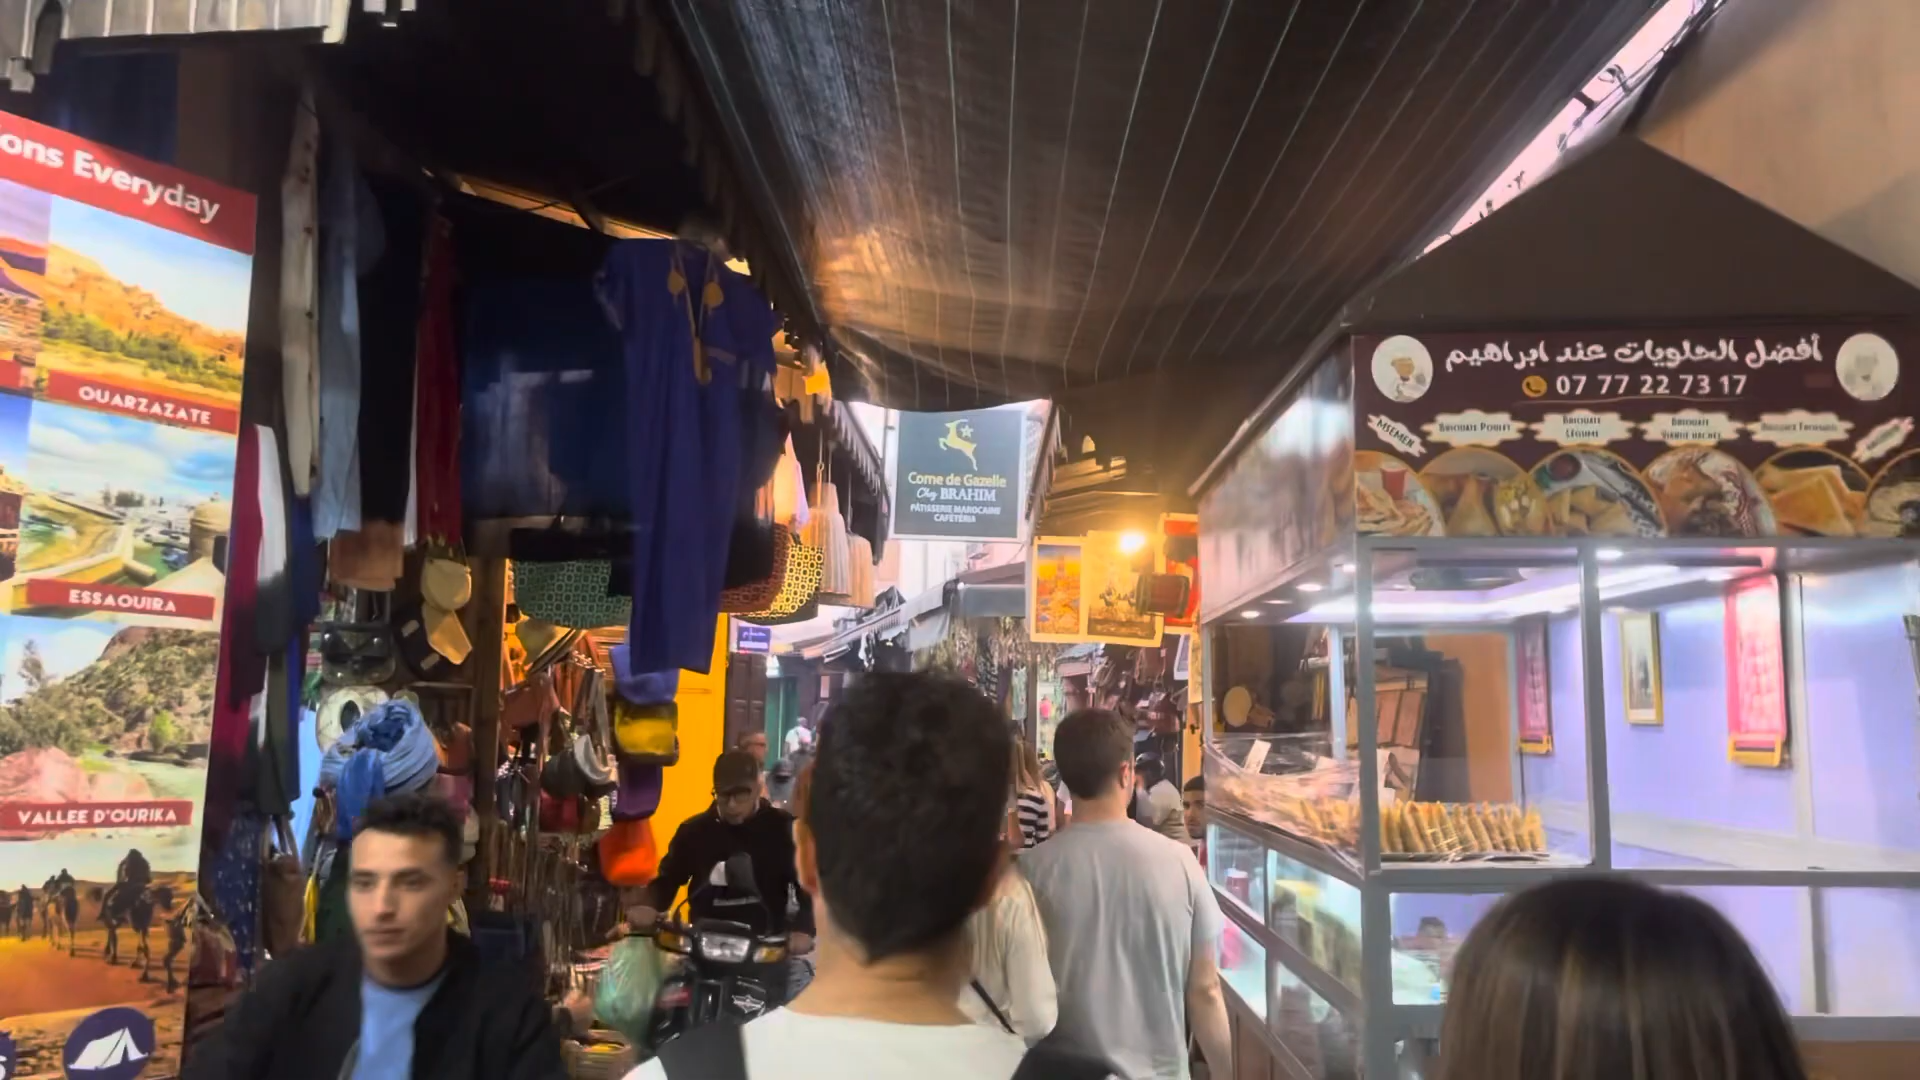 ons Everyday
OUARZAZATE
ESSAOUIRA
VALLEE D'OURIKA
Corne de Gazelle
Chez BRAHIM
PÂTISSERIE MAROCAINE
CAFÉTÉRIA
أفضل الحلويات عند ابراهيم
07 77 22 73 17
MSEMEN
BRIOUATE POULET
BRIOUATE LÉGUME
BRIOUATE VIANDE HACHÉE